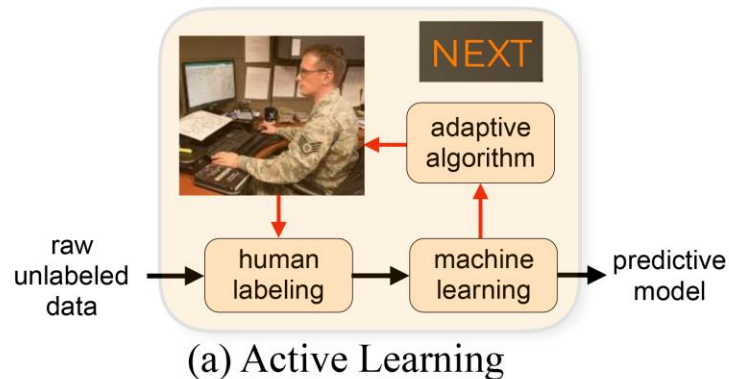 NEXT
adaptive
algorithm
raw
unlabeled
data
human
labeling
machine
learning
predictive
model
(a) Active Learning